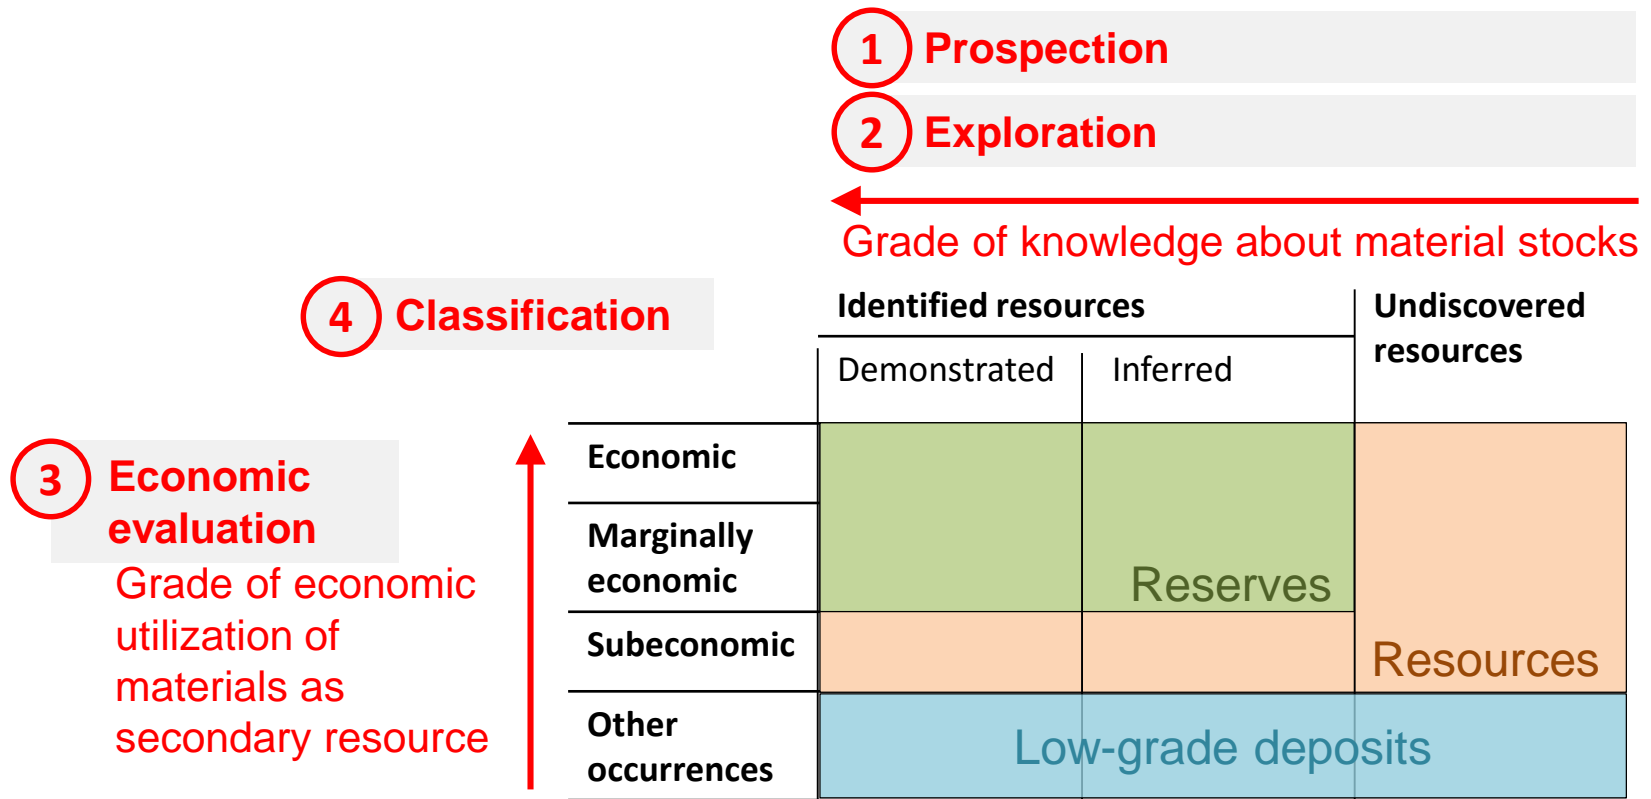 1 Prospection
2 Exploration
Grade of knowledge about material stocks
4 Classification
Identified resources
Undiscovered
resources
Demonstrated
Inferred
3 Economic
evaluation
Grade of economic
utilization of
materials as
secondary resource
Economic
Marginally
economic
Reserves
Subeconomic
Resources
Other
occurrences
Low-grade deposits